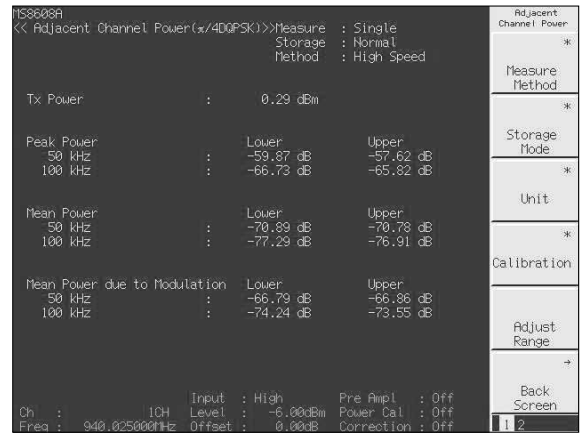 MS8608A
<< Adjacent Channel Power(π/4DQPSK)>>Measure : Single
Storage : Normal
Method : High Speed
Tx Power : 0.29 dBm
Peak Power Lower Upper
50 kHz : -59.87 dB -57.62 dB
100 kHz : -66.73 dB -65.82 dB
Mean Power Lower Upper
50 kHz : -70.89 dB -70.78 dB
100 kHz : -77.29 dB -76.91 dB
Mean Power due to Modulation Lower Upper
50 kHz : -66.79 dB -66.86 dB
100 kHz : -74.24 dB -73.55 dB
Input : High Pre Ampl : Off
Ch : 1CH Level : -6.00dBm Power Cal : Off
Freq : 940.025000MHz Offset : 0.00dB Correction : Off
Adjacent
Channel Power
*
Measure
Method
*
Storage
Mode
*
Unit
*
Calibration
Adjust
Range
→
Back
Screen
1 2